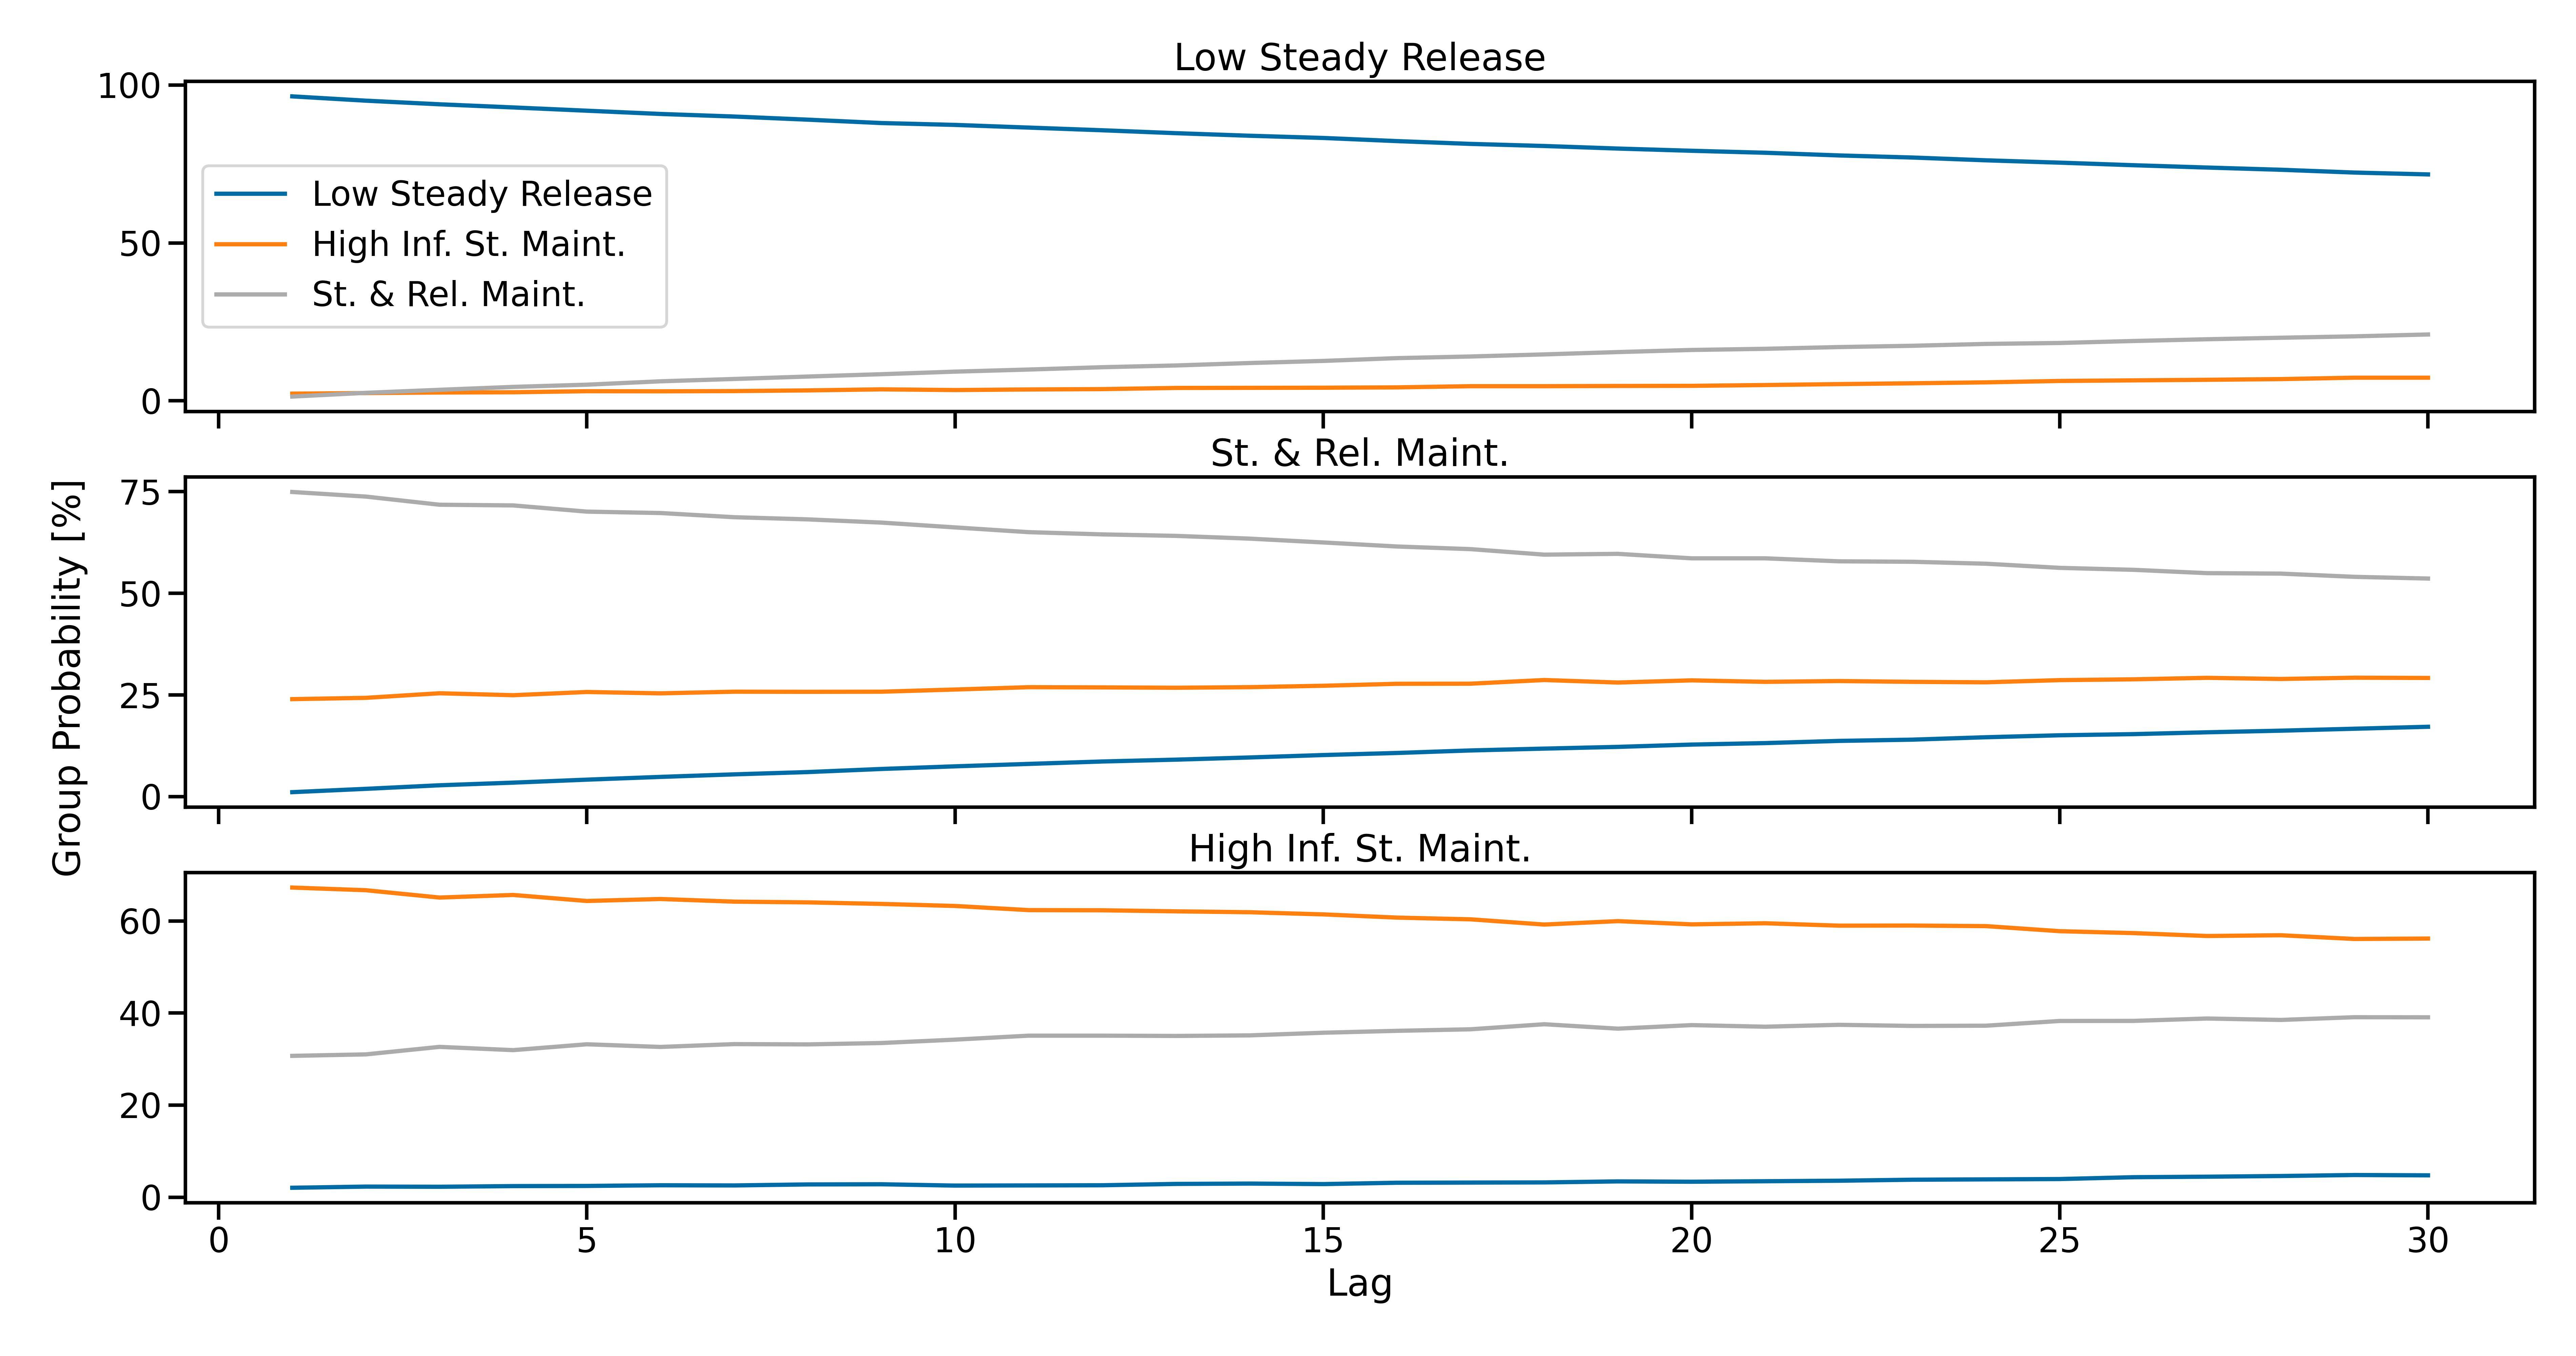 Low Steady Release
100
50
0
Low Steady Release
High Inf. St. Maint.
St. & Rel. Maint.
St. & Rel. Maint.
Group Probability [%]
75
50
25
0
High Inf. St. Maint.
60
40
20
0
0 5 10 15 20 25 30
Lag